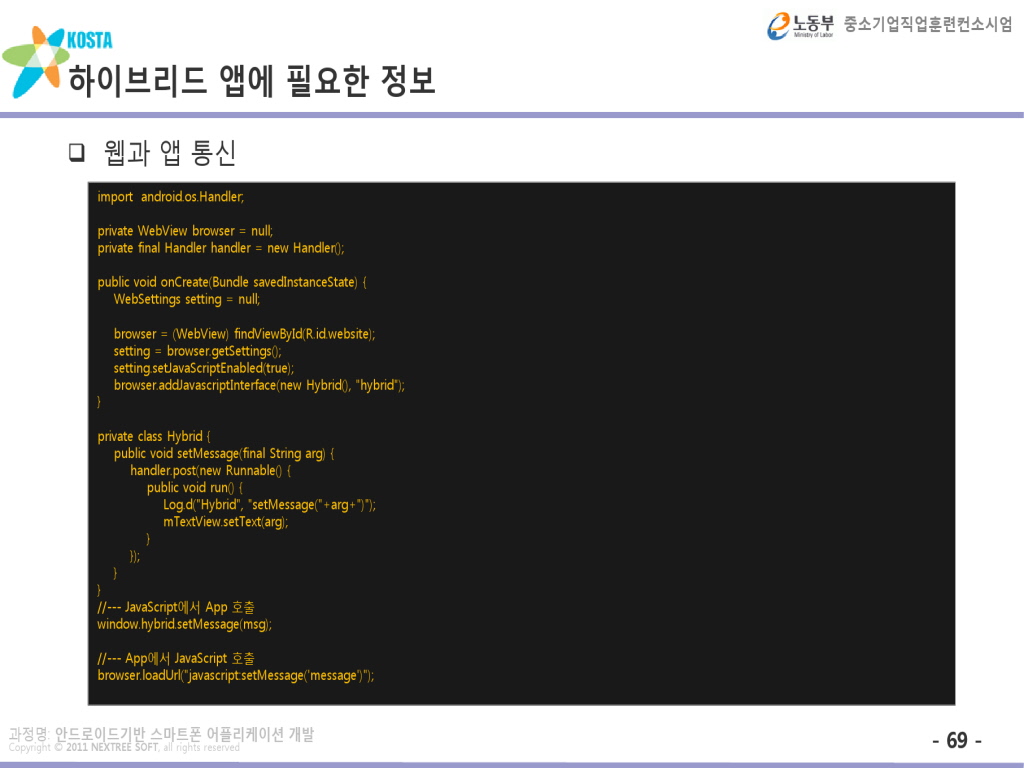 노동부 중소기업직업훈련컨소시엄
Ministry of Labor
KOSTA
하이브리드 앱에 필요한 정보
❑ 웹과 앱 통신
import  android.os.Handler;
private WebView browser = null;
private final Handler handler = new Handler();
public void onCreate(Bundle savedInstanceState) {
WebSettings setting = null;
browser = (WebView) findViewById(R.id.website);
setting = browser.getSettings();
setting.setJavaScriptEnabled(true);
browser.addJavascriptInterface(new Hybrid(), "hybrid");
}
private class Hybrid {
public void setMessage(final String arg) {
handler.post(new Runnable() {
public void run() {
Log.d("Hybrid", "setMessage("+arg+")");
mTextView.setText(arg);
}
});
}
}
//--- JavaScript에서 App 호출
window.hybrid.setMessage(msg);
//--- App에서 JavaScript 호출
browser.loadUrl("javascript:setMessage('message')");
과정명: 안드로이드기반 스마트폰 어플리케이션 개발
Copyright © 2011 NEXTREE SOFT, all rights reserved
- 69 -